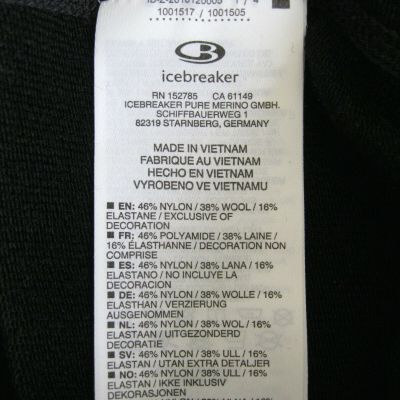 1001517 / 1001505
icebreaker
RN 152785 CA 61149
ICEBREAKER PURE MERINO GMBH.
SCHIFFBAUERWEG 1
82319 STARNBERG, GERMANY
MADE IN VIETNAM
FABRIQUE AU VIETNAM
HECHO EN VIETNAM
VYROBENO VE VIETNAMU
EN: 46% NYLON / 38% WOOL / 16%
ELASTANE / EXCLUSIVE OF
DECORATION
FR: 46% POLYAMIDE / 38% LAINE /
16% ÉLASTHANNE / DECORATION NON
COMPRISE
ES: 46% NYLON / 38% LANA / 16%
ELASTANO / NO INCLUYE LA
DECORACION
DE: 46% NYLON / 38% WOLLE / 16%
ELASTHAN / VERZIERUNG
AUSGENOMMEN
NL: 46% NYLON / 38% WOL / 16%
ELASTAAN / UITGEZONDERD
DECORATIE
SV: 46% NYLON / 38% ULL / 16%
ELASTAN / UTAN EXTRA DETALJER
NO: 46% NYLON / 38% ULL / 16%
ELASTAN / IKKE INKLUSIV
DEKORASJONEN